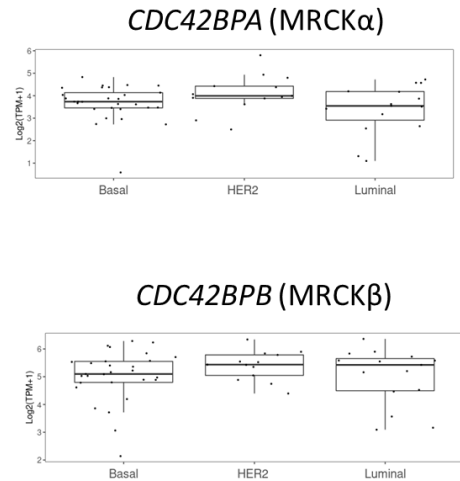 CDC42BPA (MRCKα)
Log2(TPM+1)
6
5
4
3
2
1
Basal HER2 Luminal
CDC42BPB (MRCKβ)
Log2(TPM+1)
6
5
4
3
2
Basal HER2 Luminal